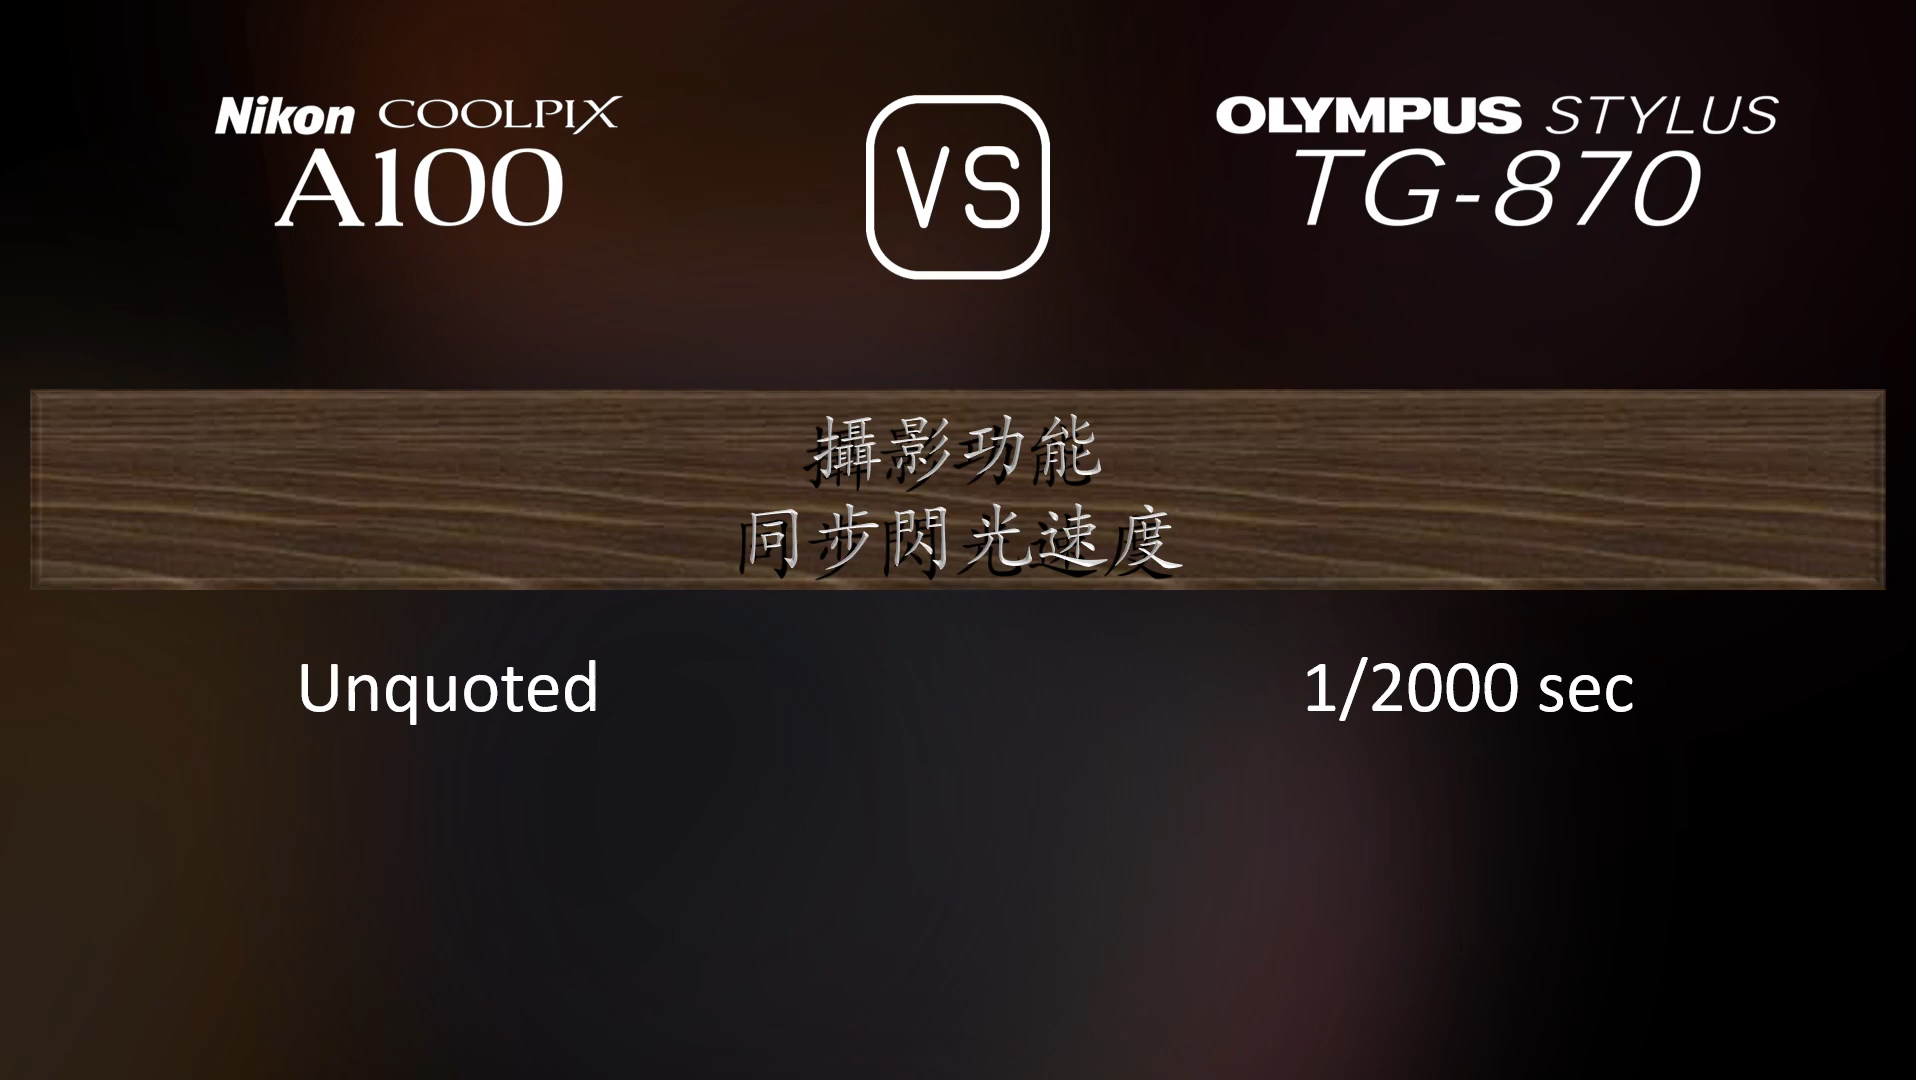 Nikon COOLPIX
A100
VS
OLYMPUS STYLUS
TG-870
攝影功能
同步閃光速度
Unquoted
1/2000 sec